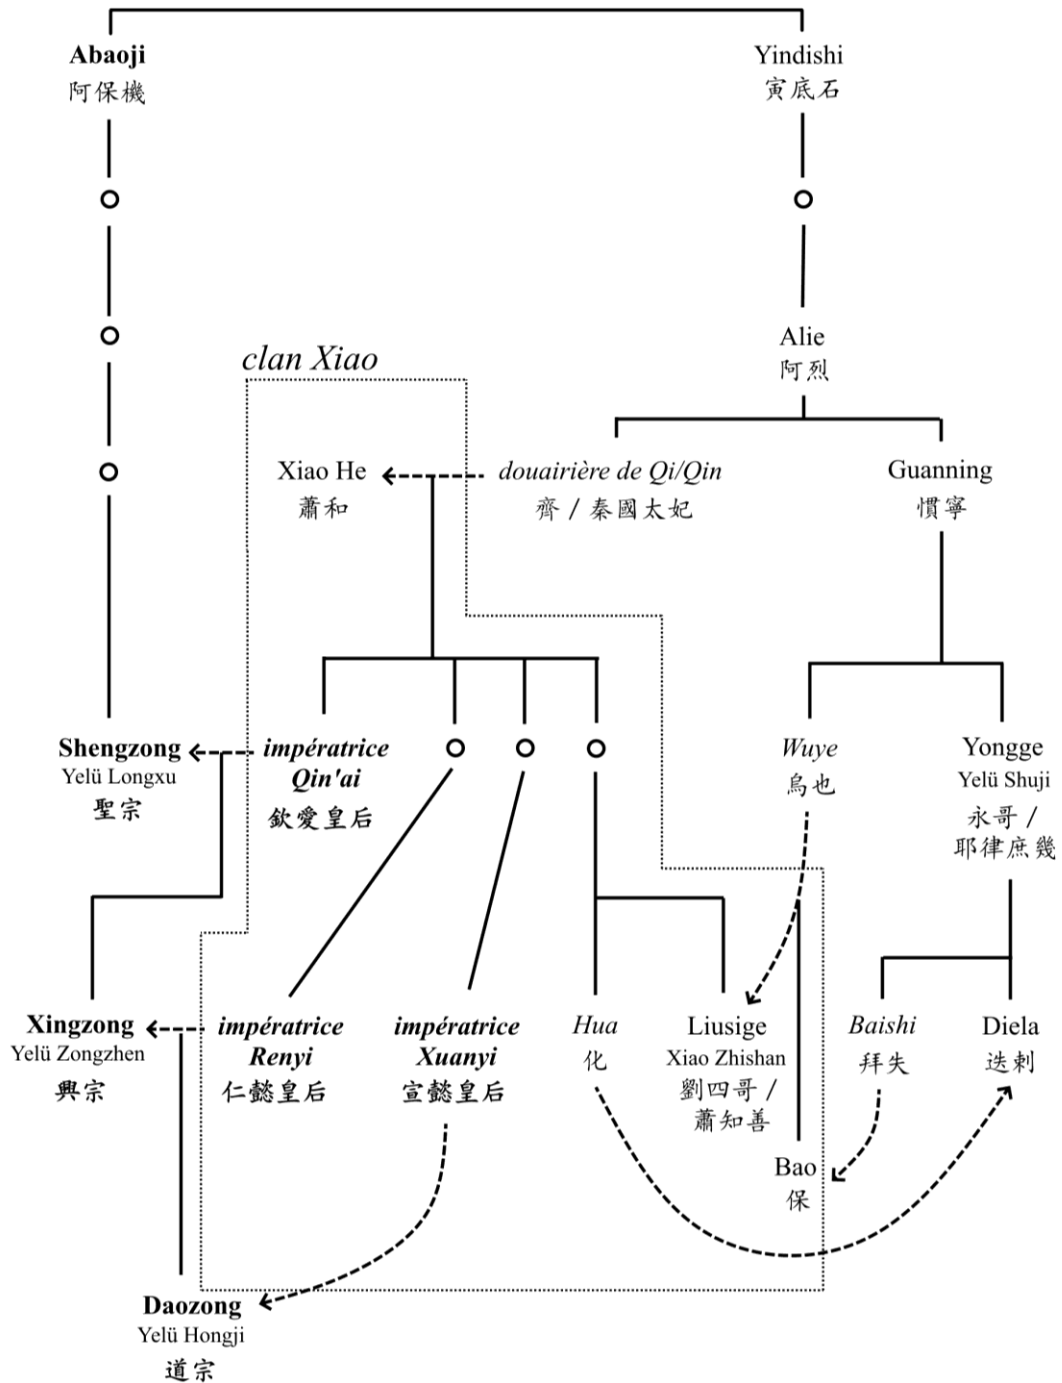 Abaoji
阿保機
Yindishi
寅底石
Alie
阿烈
clan Xiao
Xiao He
蕭和
douairière de Qi/Qin
齊 / 秦國太妃
Guanning
慣寧
Shengzong
Yelü Longxu
聖宗
impératrice
Qin'ai
欽愛皇后
Wuye
烏也
Yongge
Yelü Shuji
永哥 /
耶律庶幾
Xingzong
Yelü Zongzhen
興宗
impératrice
Renyi
仁懿皇后
impératrice
Xuanyi
宣懿皇后
Hua
化
Liusige
Xiao Zhishan
劉四哥 /
蕭知善
Baishi
拜失
Diela
迭剌
Bao
保
Daozong
Yelü Hongji
道宗